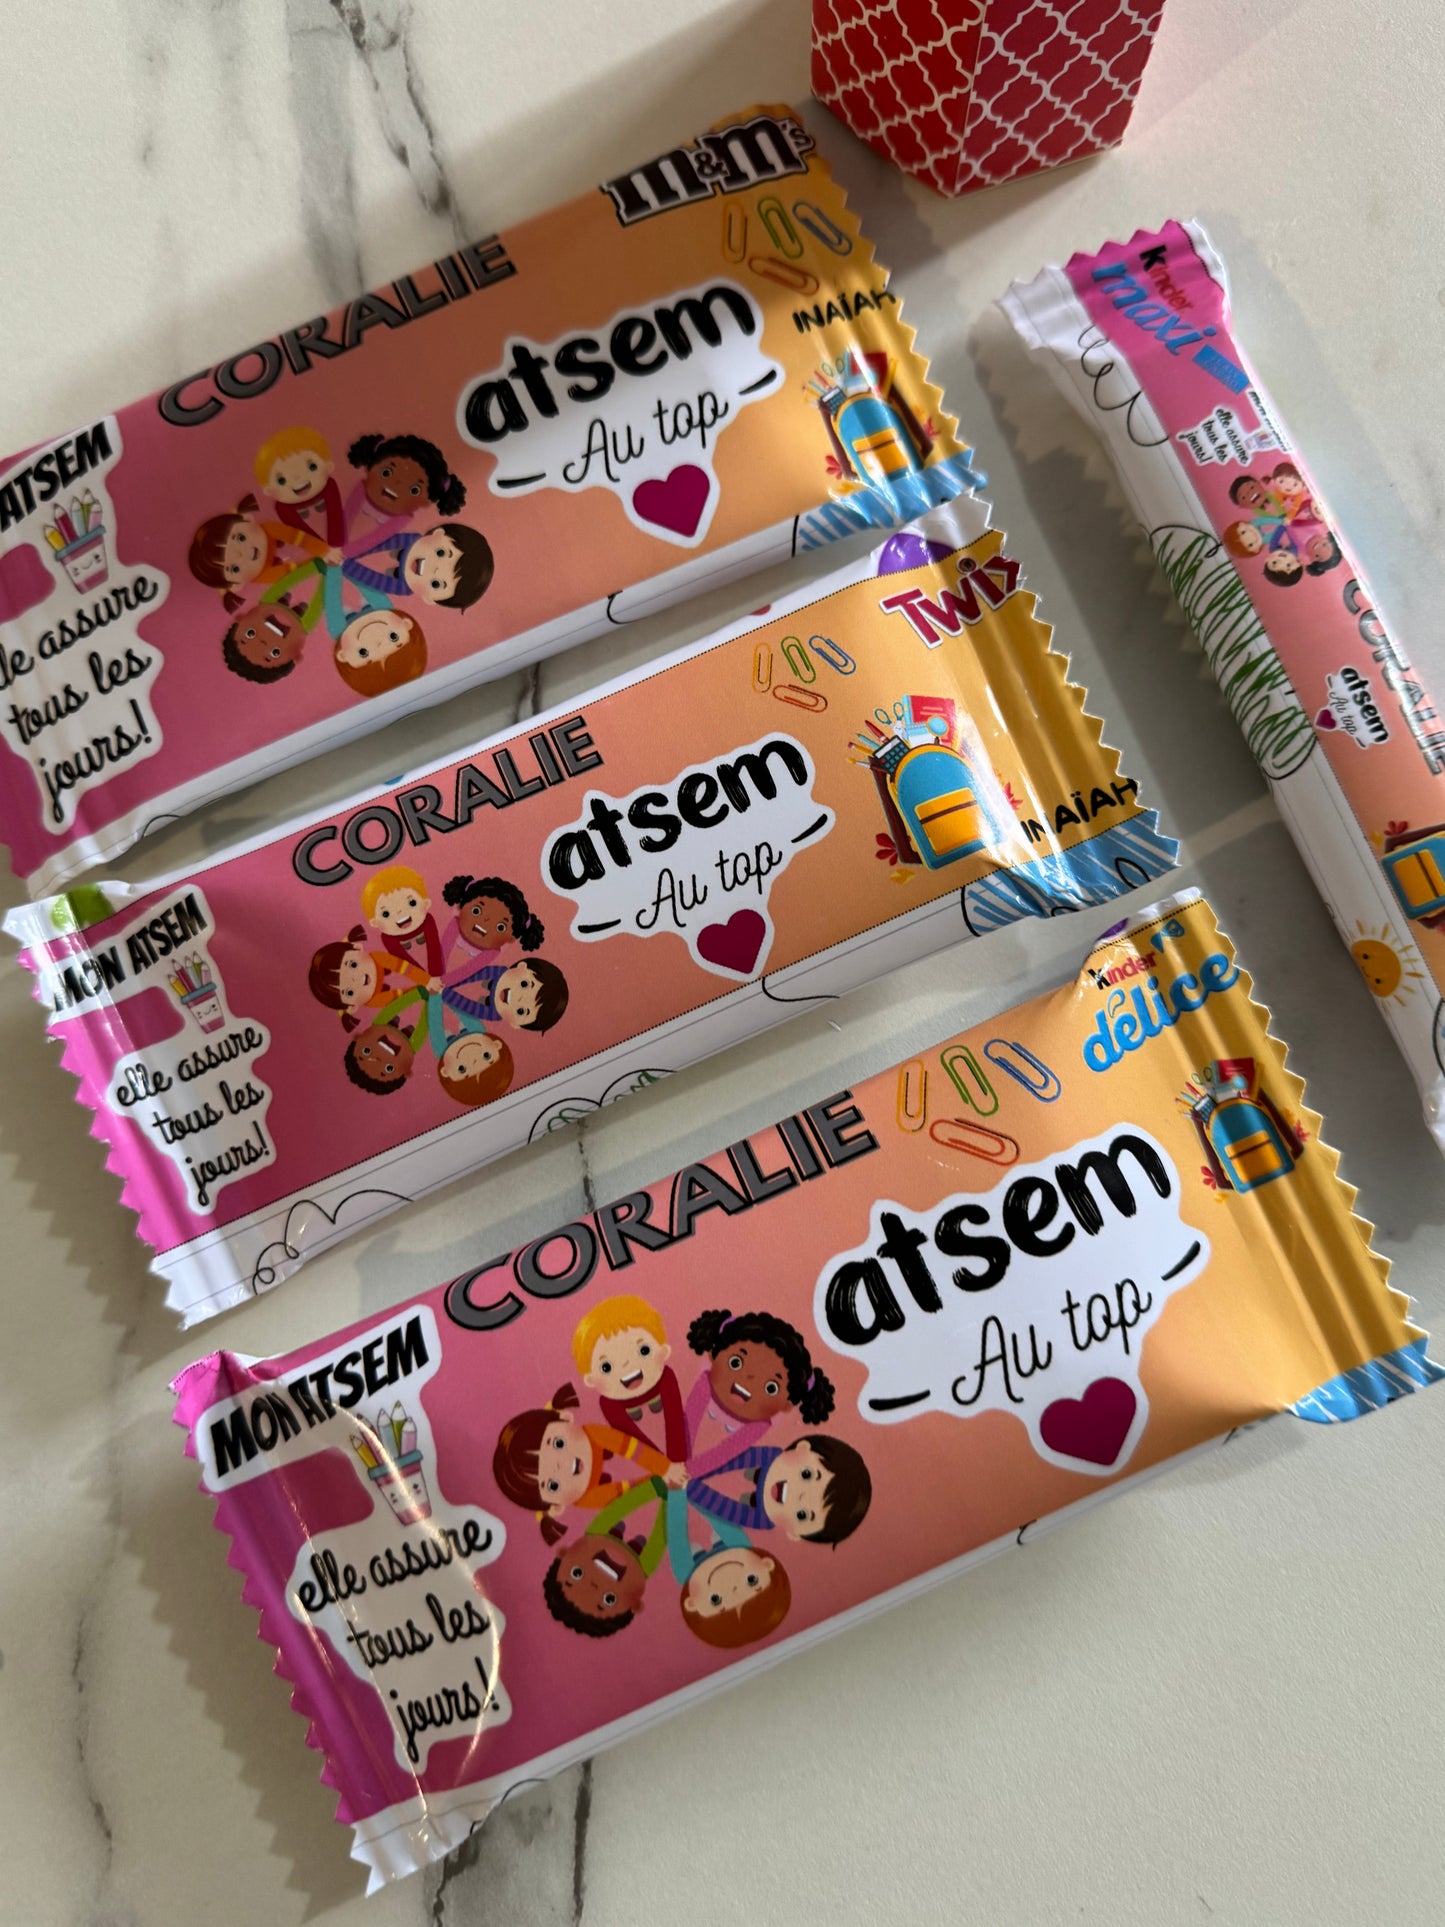 m&m's
CORALIE
atsem
Au top
INAÏAH
ATSEM
elle assure
tous les
jours!
Twix
CORALIE
atsem
Au top
INAÏAH
MON ATSEM
elle assure
tous les
jours!
kinder
délice
CORALIE
atsem
Au top
MON ATSEM
elle assure
tous les
jours!
kinder
maxi
elle assure
tous les
jours!
CORALIE
atsem
Au top